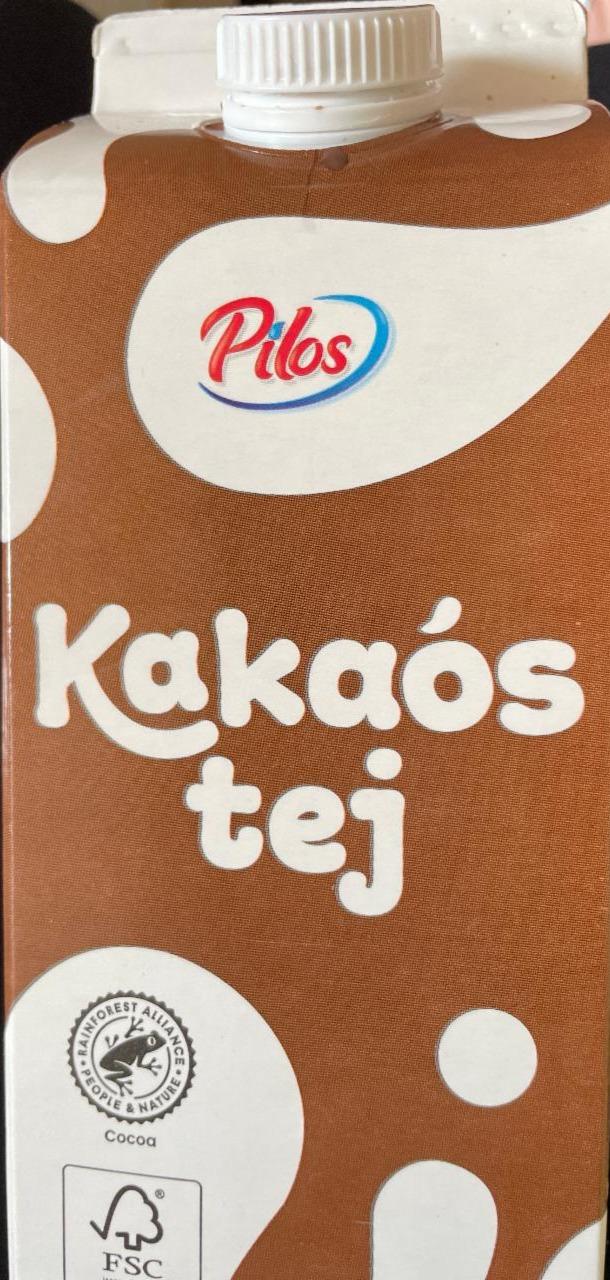 Pilos
Kakaós
tej
RAINFOREST ALLIANCE
PEOPLE & NATURE
Cocoa
®
FSC